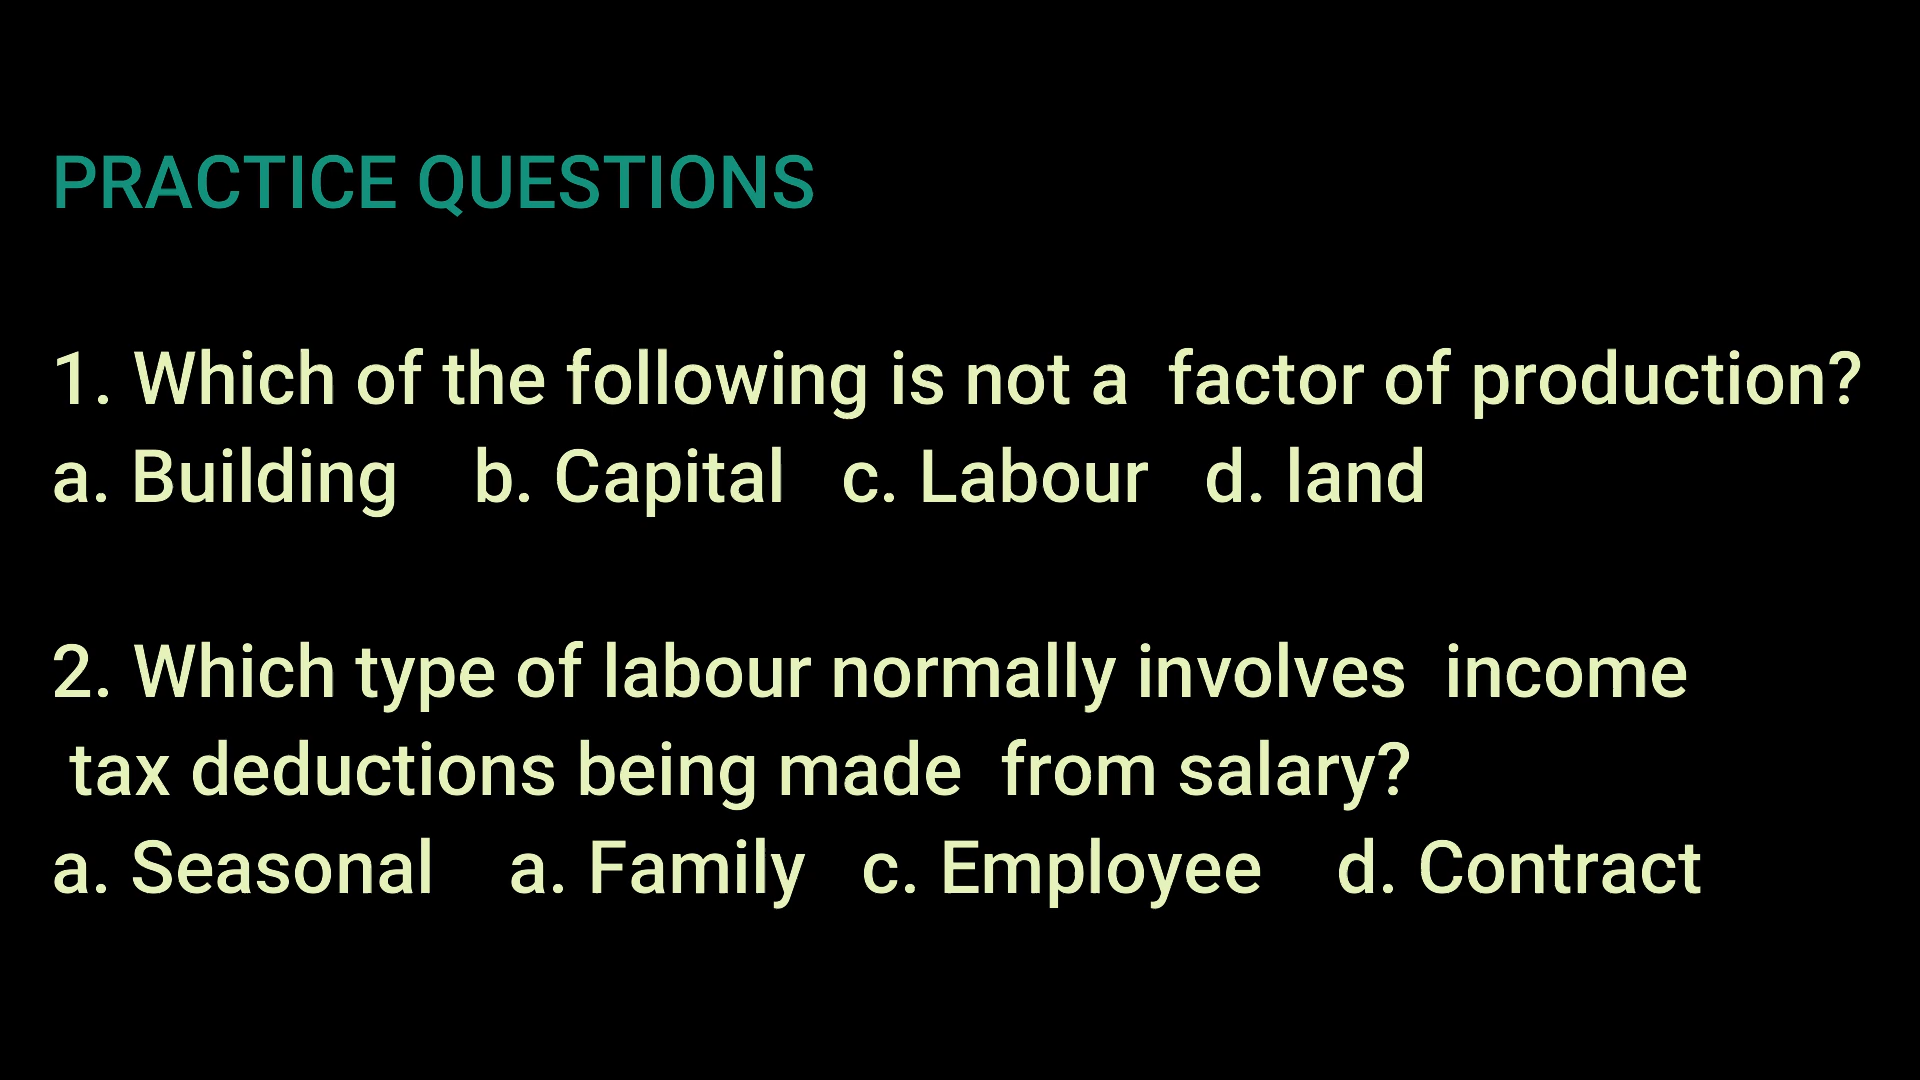 PRACTICE QUESTIONS
1. Which of the following is not a  factor of production?
a. Building    b. Capital   c. Labour   d. land
2. Which type of labour normally involves  income
tax deductions being made  from salary?
a. Seasonal    a. Family   c. Employee    d. Contract